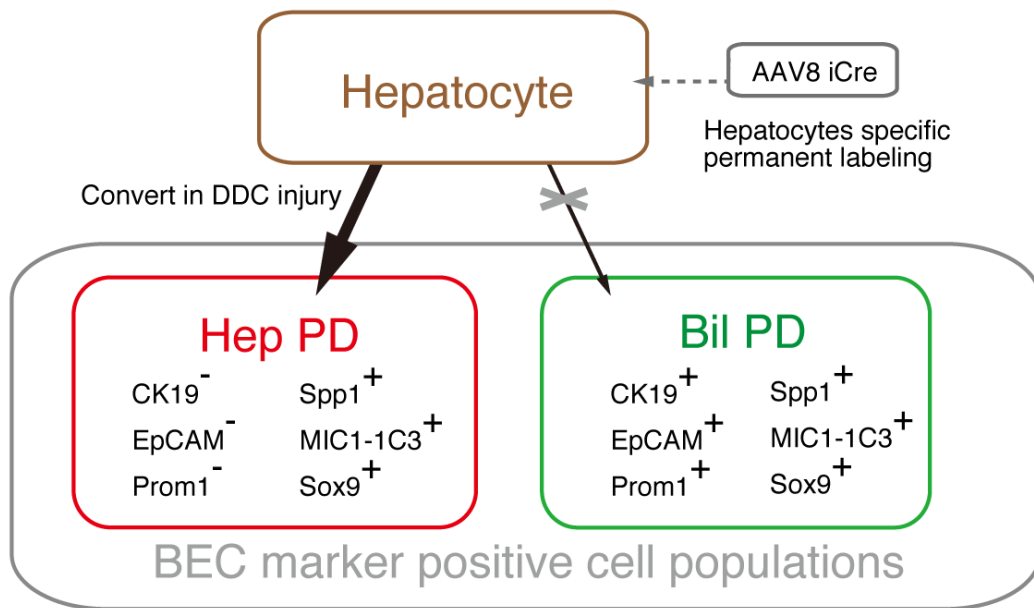 Hepatocyte
AAV8 iCre
Hepatocytes specific
permanent labeling
Convert in DDC injury
Hep PD
CK19-
Spp1+
EpCAM-
MIC1-1C3+
Prom1-
Sox9+
Bil PD
CK19+
Spp1+
EpCAM+
MIC1-1C3+
Prom1+
Sox9+
BEC marker positive cell populations